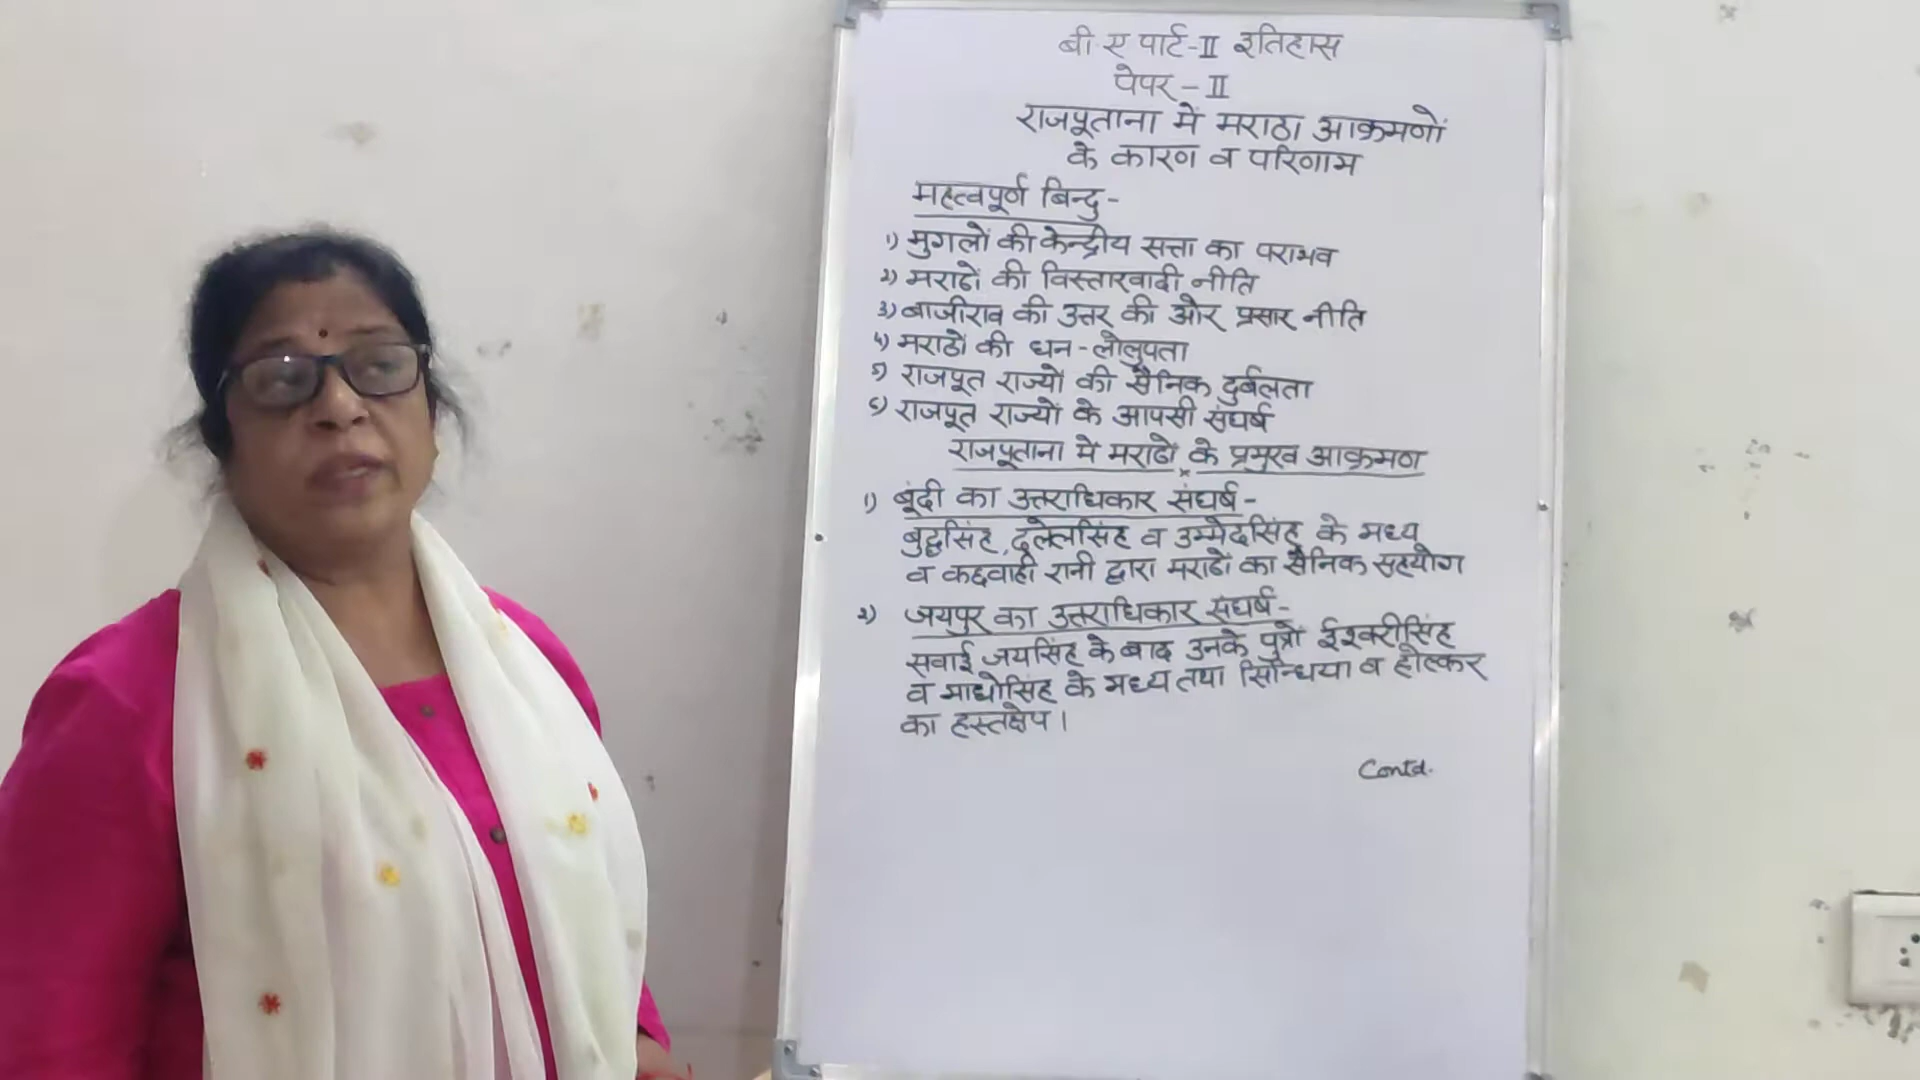 बी ए पार्ट-II इतिहास
पेपर - II
राजपूताना में मराठा आक्रमणों
के कारण व परिणाम
महत्वपूर्ण बिन्दु -
1) मुगलों की केन्द्रीय सत्ता का पराभव
2) मराठों की विस्तारवादी नीति
3) बाजीराव की उत्तर की ओर प्रसार नीति
4) मराठों की धन-लोलुपता
5) राजपूत राज्यों की सैनिक दुर्बलता
6) राजपूत राज्यों के आपसी संघर्ष
राजपूताना में मराठों के प्रमुख आक्रमण
1) बूंदी का उत्तराधिकार संघर्ष -
बुद्धसिंह, दलेलसिंह व उम्मेदसिंह के मध्य
व कछवाही रानी द्वारा मराठों का सैनिक सहयोग
2) जयपुर का उत्तराधिकार संघर्ष -
सवाई जयसिंह के बाद उनके पुत्रों ईश्वरीसिंह
व माधोसिंह के मध्य तथा सिन्धिया व होल्कर
का हस्तक्षेप।
Contd.